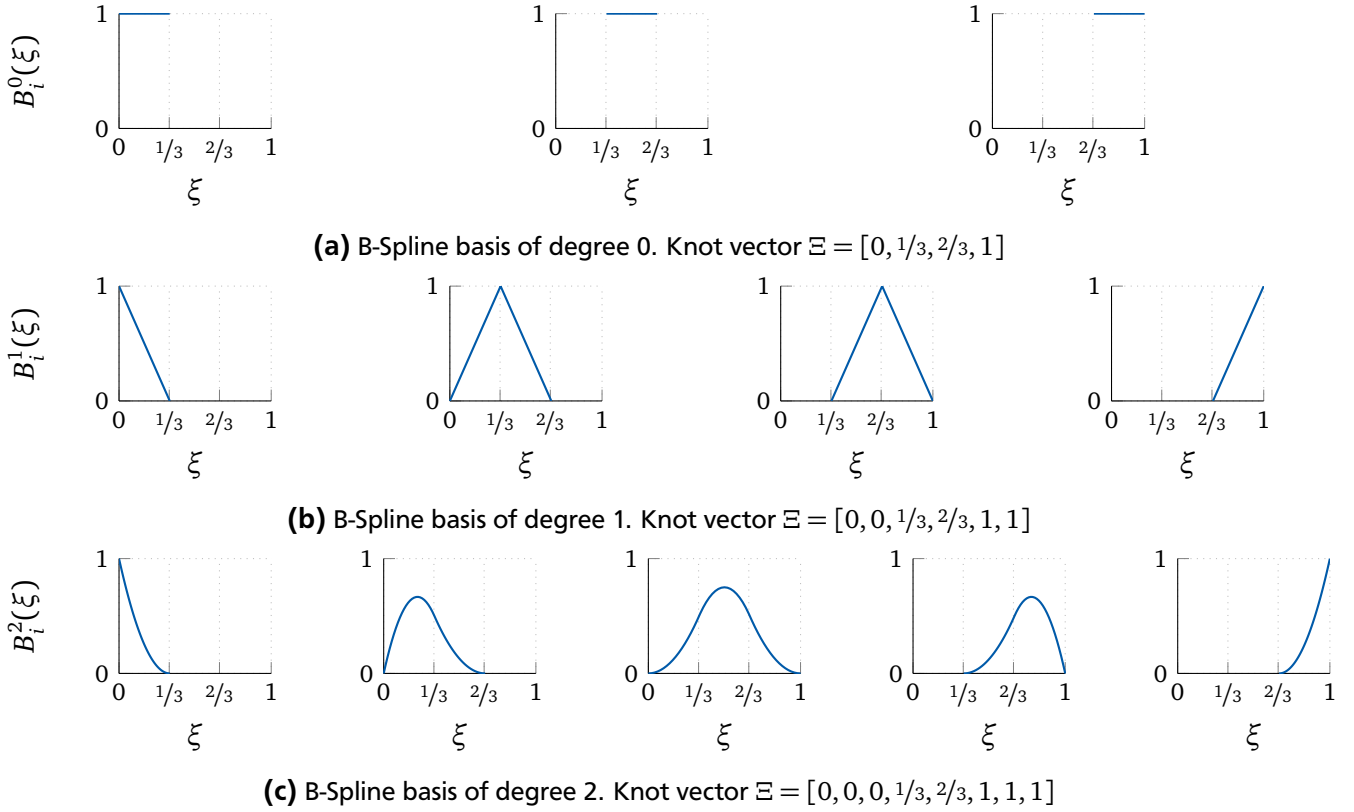 B_i^0(ξ)
1
0
0 1/3 2/3 1
ξ
1
0
0 1/3 2/3 1
ξ
1
0
0 1/3 2/3 1
ξ
(a) B-Spline basis of degree 0. Knot vector Ξ = [0, 1/3, 2/3, 1]
B_i^1(ξ)
1
0
0 1/3 2/3 1
ξ
1
0
0 1/3 2/3 1
ξ
1
0
0 1/3 2/3 1
ξ
1
0
0 1/3 2/3 1
ξ
(b) B-Spline basis of degree 1. Knot vector Ξ = [0, 0, 1/3, 2/3, 1, 1]
B_i^2(ξ)
1
0
0 1/3 2/3 1
ξ
1
0
0 1/3 2/3 1
ξ
1
0
0 1/3 2/3 1
ξ
1
0
0 1/3 2/3 1
ξ
1
0
0 1/3 2/3 1
ξ
(c) B-Spline basis of degree 2. Knot vector Ξ = [0, 0, 0, 1/3, 2/3, 1, 1, 1]